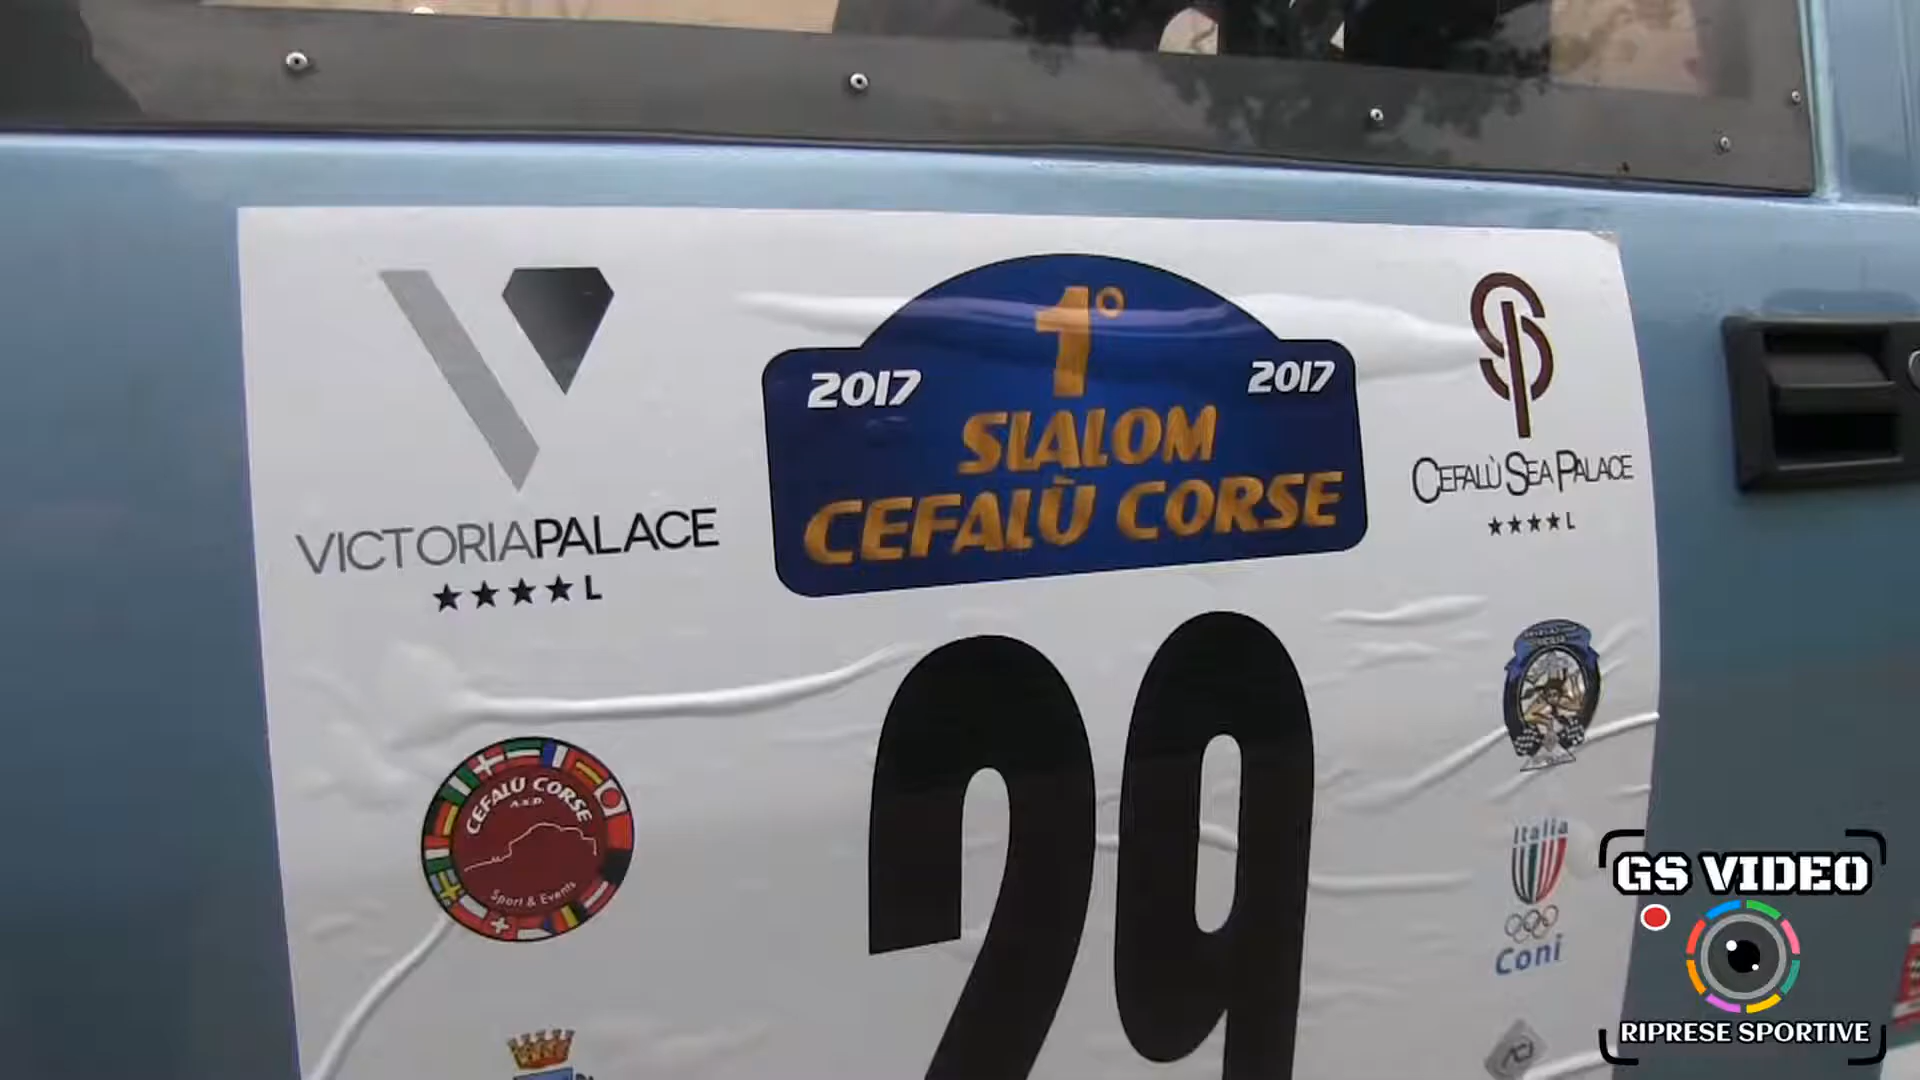 1°
2017
2017
SLALOM
CEFALÙ CORSE
VICTORIAPALACE
★★★★L
CEFALÙ SEA PALACE
★★★★L
29
CEFALÙ CORSE
A.S.D.
Sport & Events
Italia
Coni
ACI
GS VIDEO
RIPRESE SPORTIVE